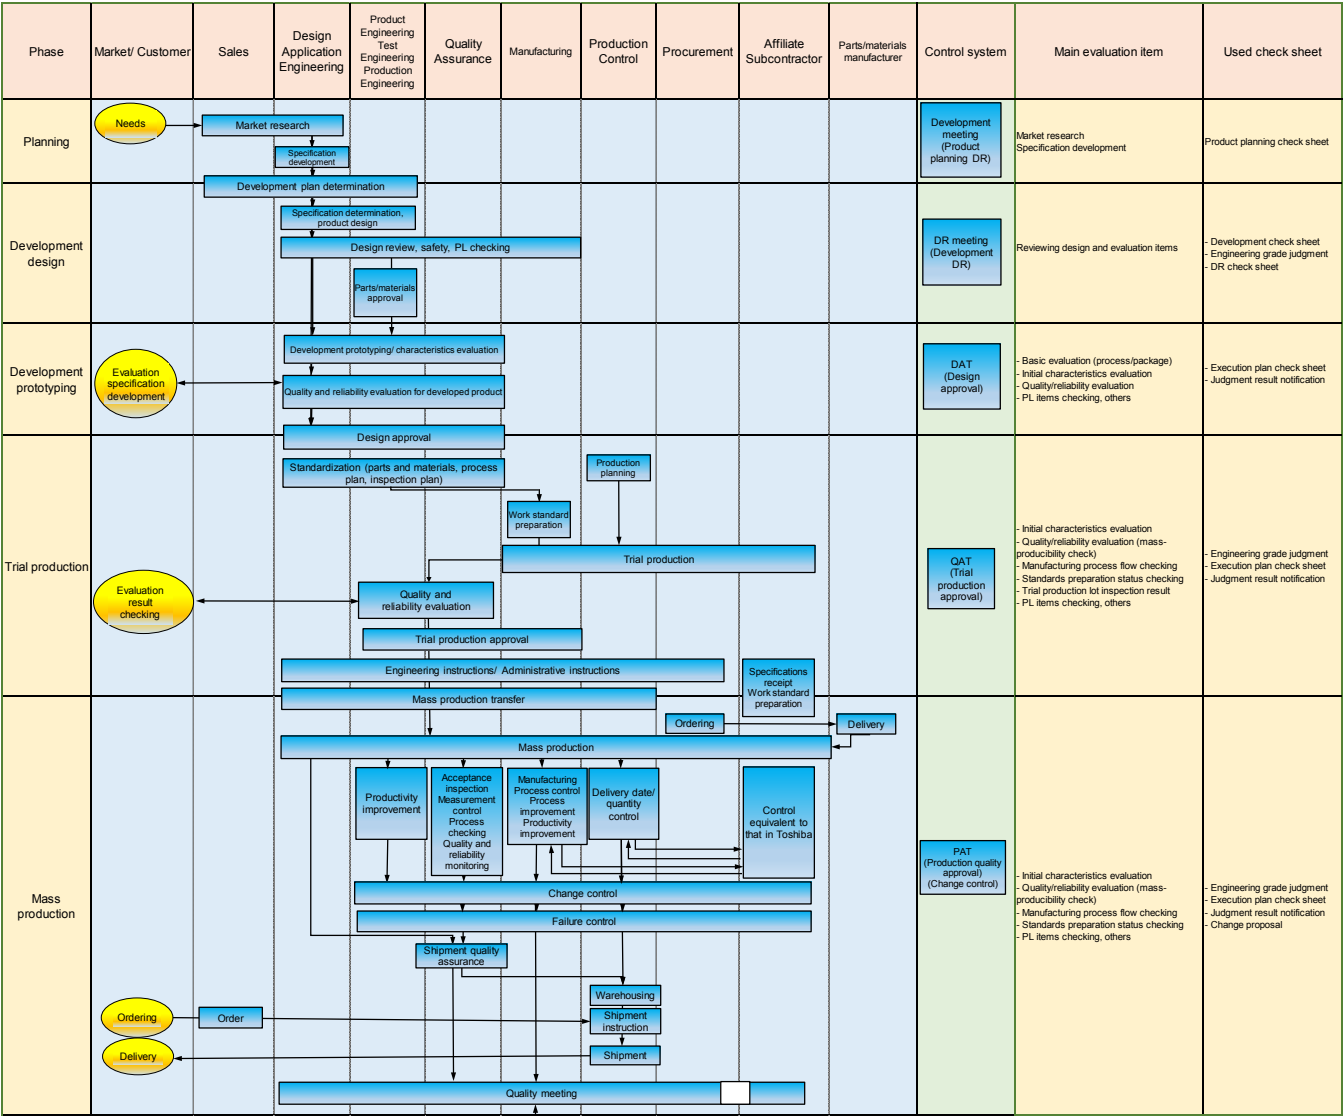 Phase
Market/ Customer
Sales
Design
Application
Engineering
Product
Engineering
Test
Engineering
Production
Engineering
Quality
Assurance
Manufacturing
Production
Control
Procurement
Affiliate
Subcontractor
Parts/materials
manufacturer
Control system
Main evaluation item
Used check sheet
Planning
Needs
Market research
Specification
development
Development plan determination
Development
meeting
(Product
planning DR)
Market research
Specification development
Product planning check sheet
Development
design
Specification determination,
product design
Design review, safety, PL checking
Parts/materials
approval
DR meeting
(Development
DR)
Reviewing design and evaluation items
- Development check sheet
- Engineering grade judgment
- DR check sheet
Development
prototyping
Evaluation
specification
development
Development prototyping/ characteristics evaluation
Quality and reliability evaluation for developed product
Design approval
DAT
(Design
approval)
- Basic evaluation (process/package)
- Initial characteristics evaluation
- Quality/reliability evaluation
- PL items checking, others
- Execution plan check sheet
- Judgment result notification
Trial production
Standardization (parts and materials, process
plan, inspection plan)
Production
planning
Work standard
preparation
Trial production
Evaluation
result
checking
Quality and
reliability evaluation
Trial production approval
Engineering instructions/ Administrative instructions
Specifications
receipt
Work standard
preparation
QAT
(Trial
production
approval)
- Initial characteristics evaluation
- Quality/reliability evaluation (mass-
producibility check)
- Manufacturing process flow checking
- Standards preparation status checking
- Trial production lot inspection result
- PL items checking, others
- Engineering grade judgment
- Execution plan check sheet
- Judgment result notification
Mass
production
Mass production transfer
Ordering
Delivery
Mass production
Productivity
improvement
Acceptance
inspection
Measurement
control
Process
checking
Quality and
reliability
monitoring
Manufacturing
Process control
Process
improvement
Productivity
improvement
Delivery date/
quantity
control
Control
equivalent to
that in Toshiba
Change control
Failure control
Shipment quality
assurance
Warehousing
Ordering
Order
Shipment
instruction
Delivery
Shipment
Quality meeting
PAT
(Production quality
approval)
(Change control)
- Initial characteristics evaluation
- Quality/reliability evaluation (mass-
producibility check)
- Manufacturing process flow checking
- Standards preparation status checking
- PL items checking, others
- Engineering grade judgment
- Execution plan check sheet
- Judgment result notification
- Change proposal